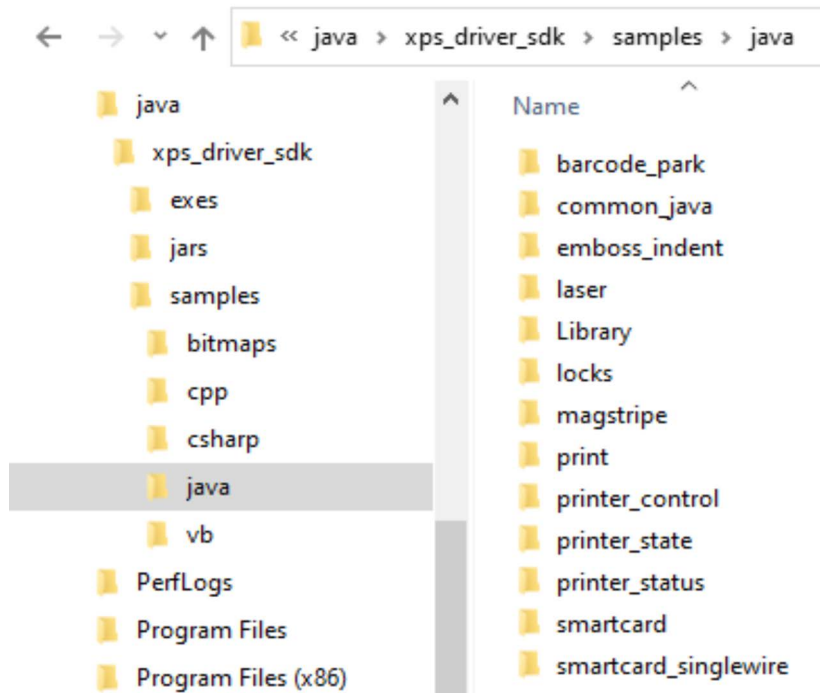 « java > xps_driver_sdk > samples > java
java
xps_driver_sdk
exes
jars
samples
bitmaps
cpp
csharp
java
vb
PerfLogs
Program Files
Program Files (x86)
Name
barcode_park
common_java
emboss_indent
laser
Library
locks
magstripe
print
printer_control
printer_state
printer_status
smartcard
smartcard_singlewire